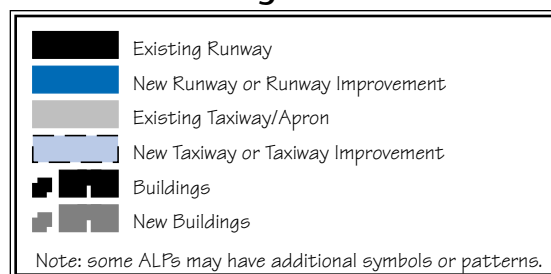 Existing Runway
New Runway or Runway Improvement
Existing Taxiway/Apron
New Taxiway or Taxiway Improvement
Buildings
New Buildings
Note: some ALPs may have additional symbols or patterns.